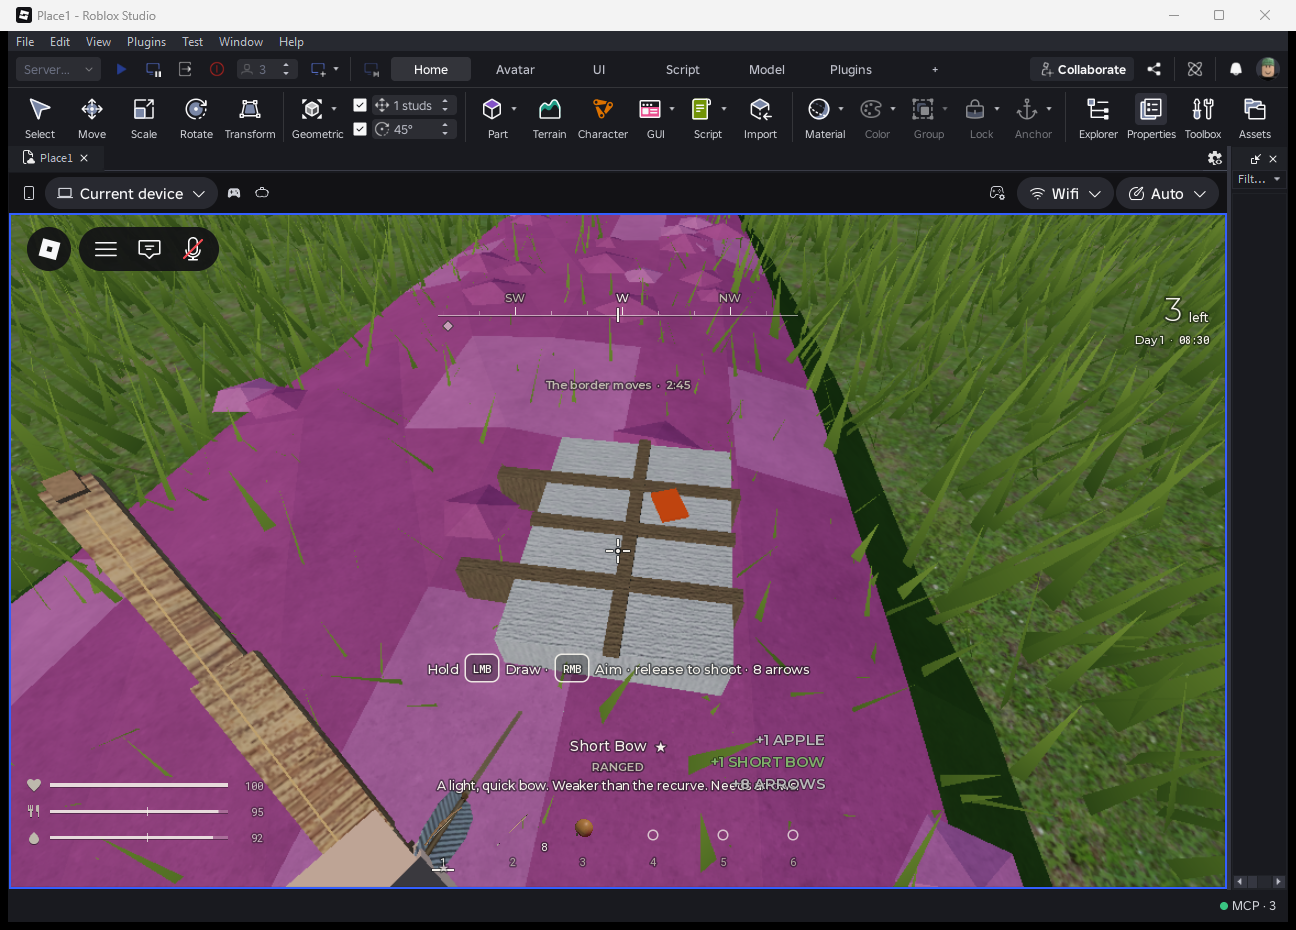 Place1 - Roblox Studio
File Edit View Plugins Test Window Help
Server... 3 Home Avatar UI Script Model Plugins + Collaborate
1 studs
45°
Select Move Scale Rotate Transform Geometric Part Terrain Character GUI Script Import Material Color Group Lock Anchor Explorer Properties Toolbox Assets
Place1
Filt...
Current device Wifi Auto
SW W NW
3 left
Day 1 · 08:30
The border moves · 2:45
Hold LMB Draw · RMB Aim · release to shoot · 8 arrows
Short Bow ★
RANGED
A light, quick bow. Weaker than the recurve. Needs arrows.
+1 APPLE
+1 SHORT BOW
+8 ARROWS
100
95
92
8
1 2 3 4 5 6
MCP · 3